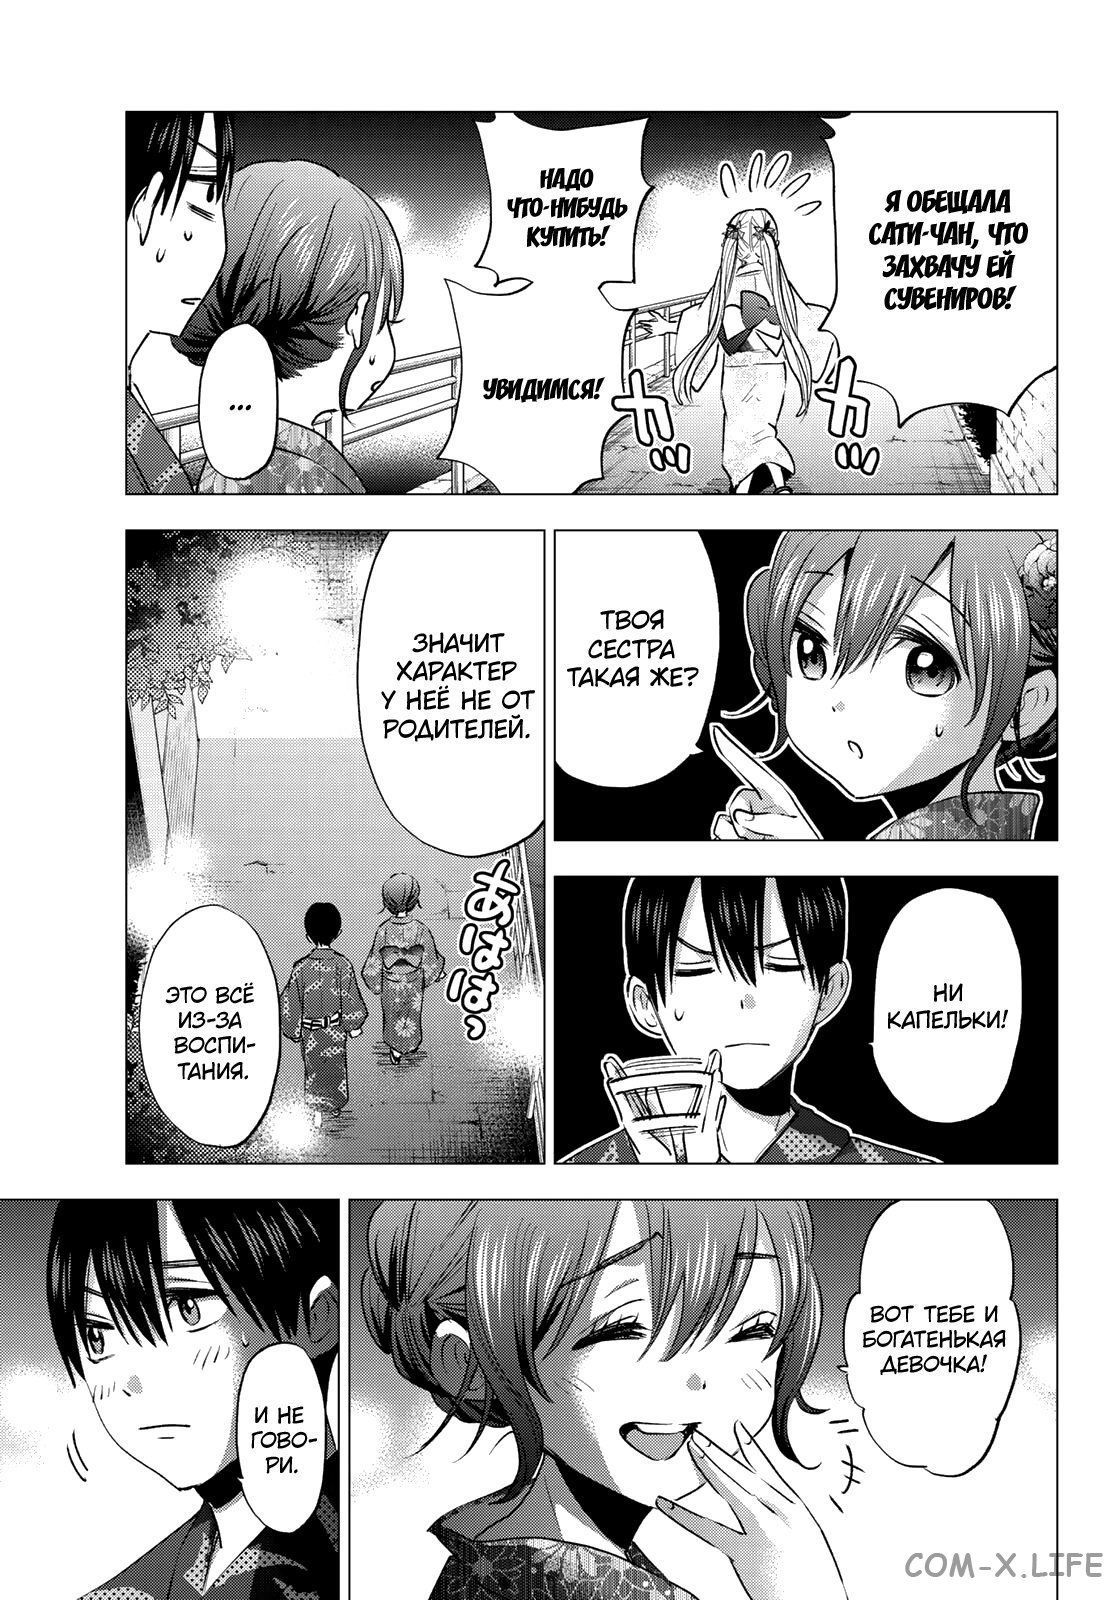 Я ОБЕЩАЛА
САТИ-ЧАН, ЧТО
ЗАХВАЧУ ЕЙ
СУВЕНИРОВ!
НАДО
ЧТО-НИБУДЬ
КУПИТЬ!
УВИДИМСЯ!
...
ТВОЯ
СЕСТРА
ТАКАЯ ЖЕ?
НИ
КАПЕЛЬКИ!
ЗНАЧИТ
ХАРАКТЕР
У НЕЁ НЕ ОТ
РОДИТЕЛЕЙ.
ЭТО ВСЁ
ИЗ-ЗА
ВОСПИ-
ТАНИЯ.
ВОТ ТЕБЕ И
БОГАТЕНЬКАЯ
ДЕВОЧКА!
И НЕ
ГОВО-
РИ.
COM-X.LIFE